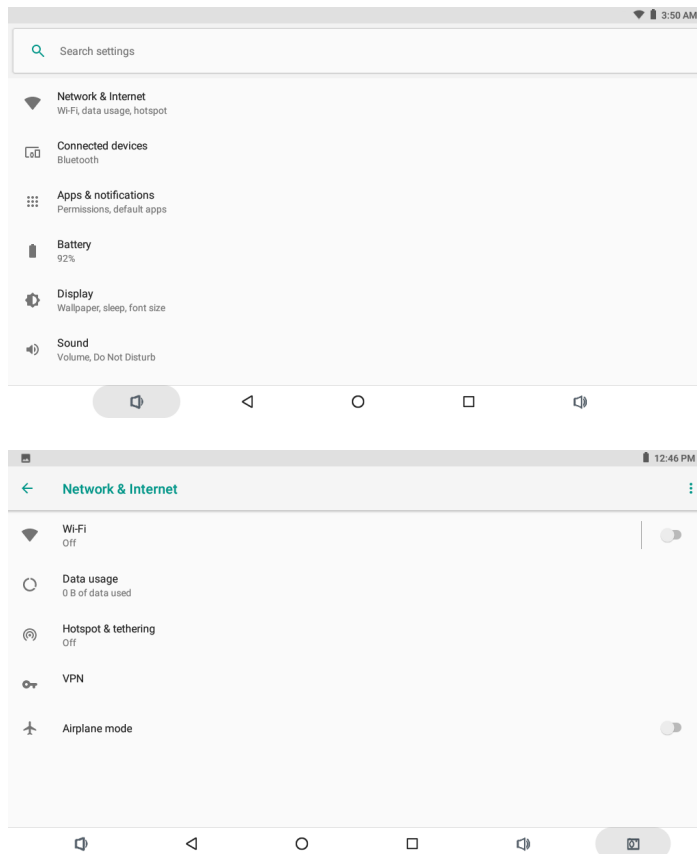 3:50 AM
Search settings
Network & Internet
Wi-Fi, data usage, hotspot
Connected devices
Bluetooth
Apps & notifications
Permissions, default apps
Battery
92%
Display
Wallpaper, sleep, font size
Sound
Volume, Do Not Disturb
12:46 PM
Network & Internet
Wi-Fi
Off
Data usage
0 B of data used
Hotspot & tethering
Off
VPN
Airplane mode